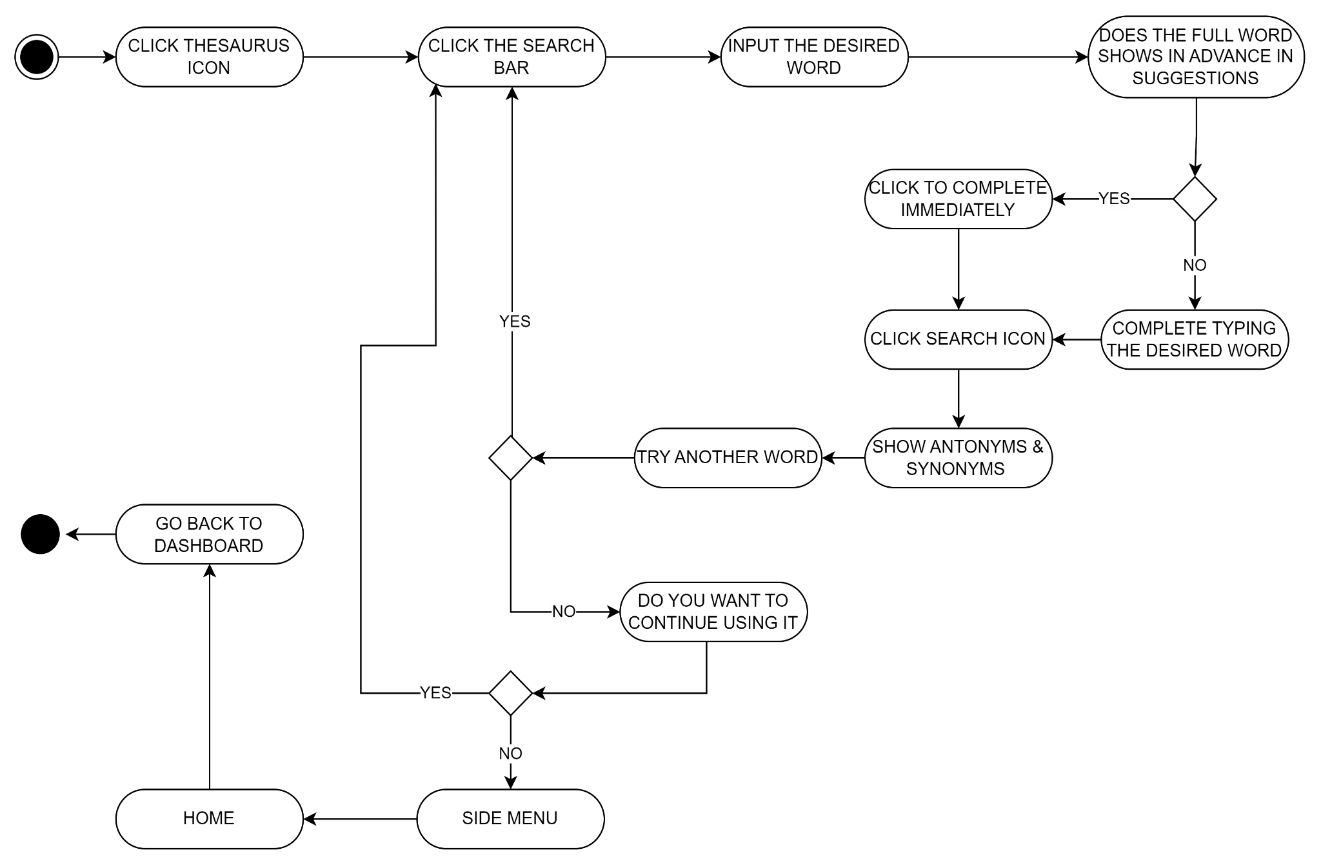 CLICK THESAURUS
ICON
CLICK THE SEARCH
BAR
INPUT THE DESIRED
WORD
DOES THE FULL WORD
SHOWS IN ADVANCE IN
SUGGESTIONS
CLICK TO COMPLETE
IMMEDIATELY
YES
NO
YES
CLICK SEARCH ICON
COMPLETE TYPING
THE DESIRED WORD
TRY ANOTHER WORD
SHOW ANTONYMS &
SYNONYMS
GO BACK TO
DASHBOARD
NO
DO YOU WANT TO
CONTINUE USING IT
YES
NO
HOME
SIDE MENU